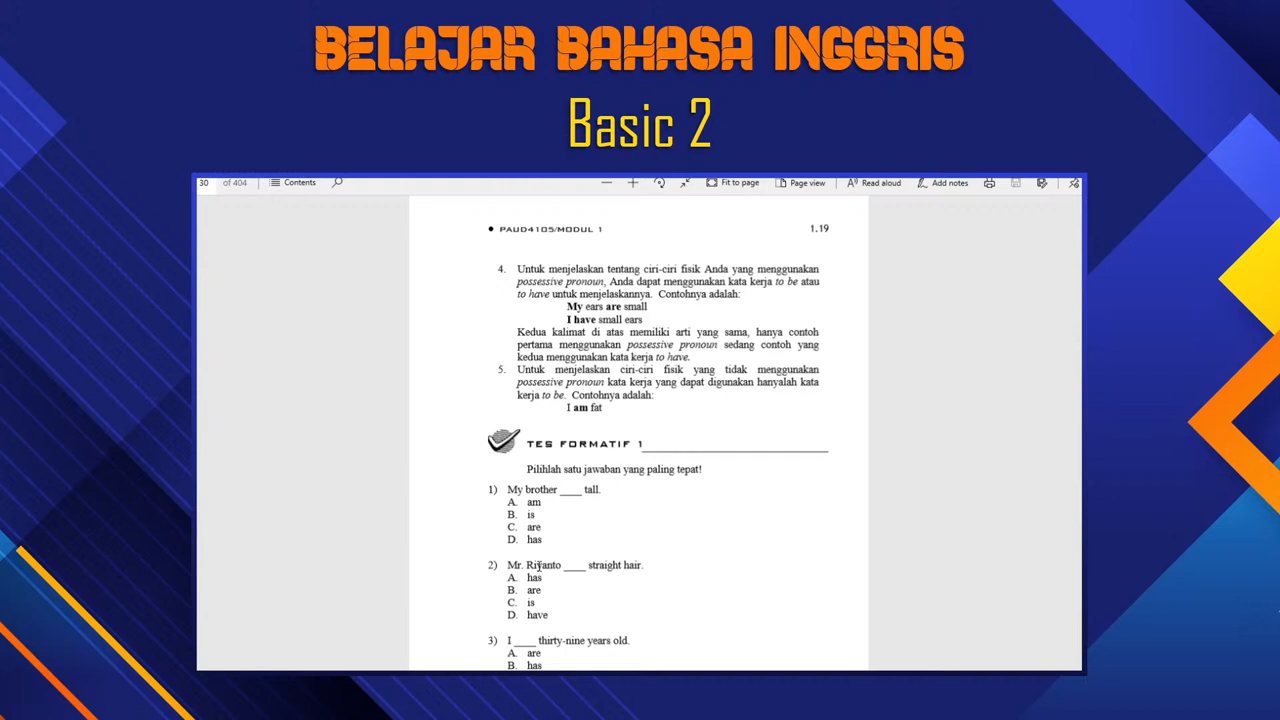 BELAJAR BAHASA INGGRIS
Basic 2
30 of 404 Contents Fit to page Page view Read aloud Add notes
PAUD4105/MODUL 1 1.19
4. Untuk menjelaskan tentang ciri-ciri fisik Anda yang menggunakan
possessive pronoun, Anda dapat menggunakan kata kerja to be atau
to have untuk menjelaskannya. Contohnya adalah:
My ears are small
I have small ears
Kedua kalimat di atas memiliki arti yang sama, hanya contoh
pertama menggunakan possessive pronoun sedang contoh yang
kedua menggunakan kata kerja to have.
5. Untuk menjelaskan ciri-ciri fisik yang tidak menggunakan
possessive pronoun kata kerja yang dapat digunakan hanyalah kata
kerja to be. Contohnya adalah:
I am fat
TES FORMATIF 1
Pilihlah satu jawaban yang paling tepat!
1) My brother ____ tall.
A. am
B. is
C. are
D. has
2) Mr. Riyanto ____ straight hair.
A. has
B. are
C. is
D. have
3) I ____ thirty-nine years old.
A. are
B. has